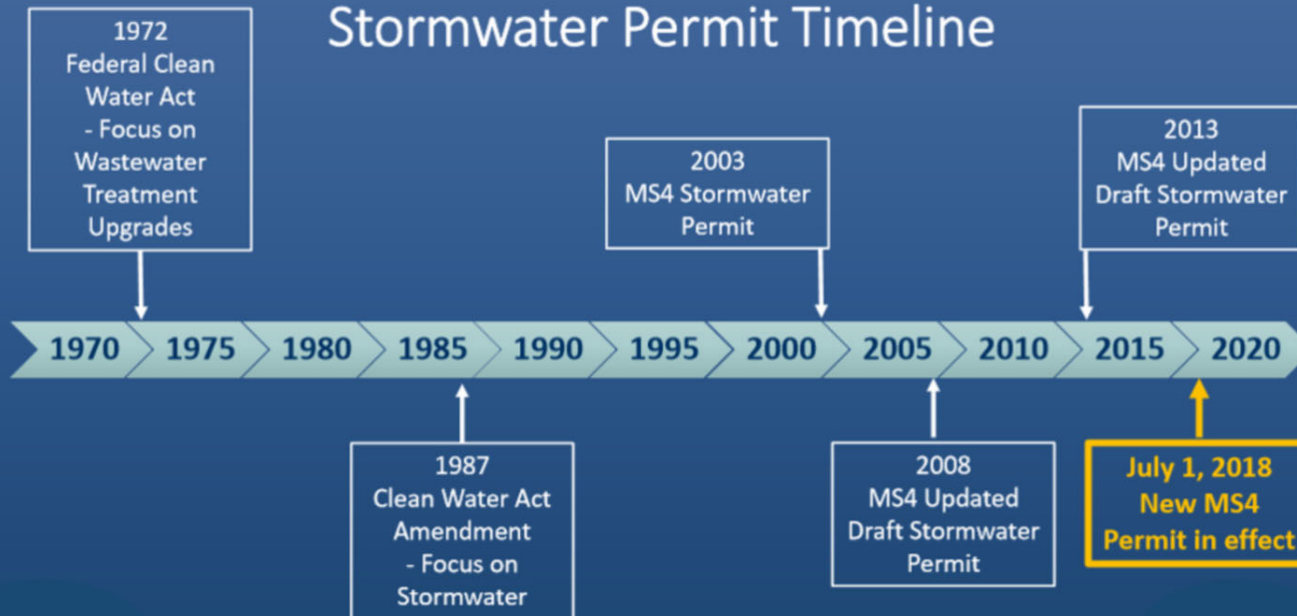 Stormwater Permit Timeline
1972
Federal Clean
Water Act
- Focus on
Wastewater
Treatment
Upgrades
2003
MS4 Stormwater
Permit
2013
MS4 Updated
Draft Stormwater
Permit
1970 1975 1980 1985 1990 1995 2000 2005 2010 2015 2020
1987
Clean Water Act
Amendment
- Focus on
Stormwater
2008
MS4 Updated
Draft Stormwater
Permit
July 1, 2018
New MS4
Permit in effect